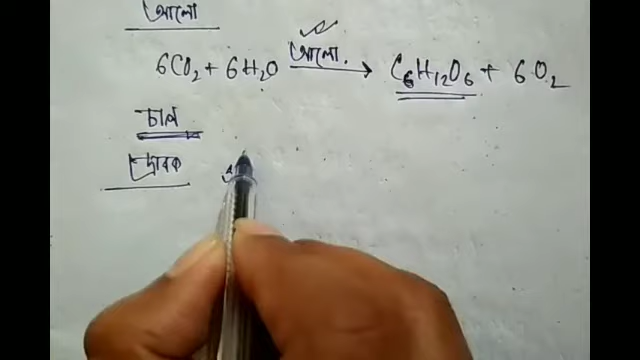 আলো
6CO₂ + 6H₂O আলো. → C₆H₁₂O₆ + 6O₂
চাপ
দ্রাবক